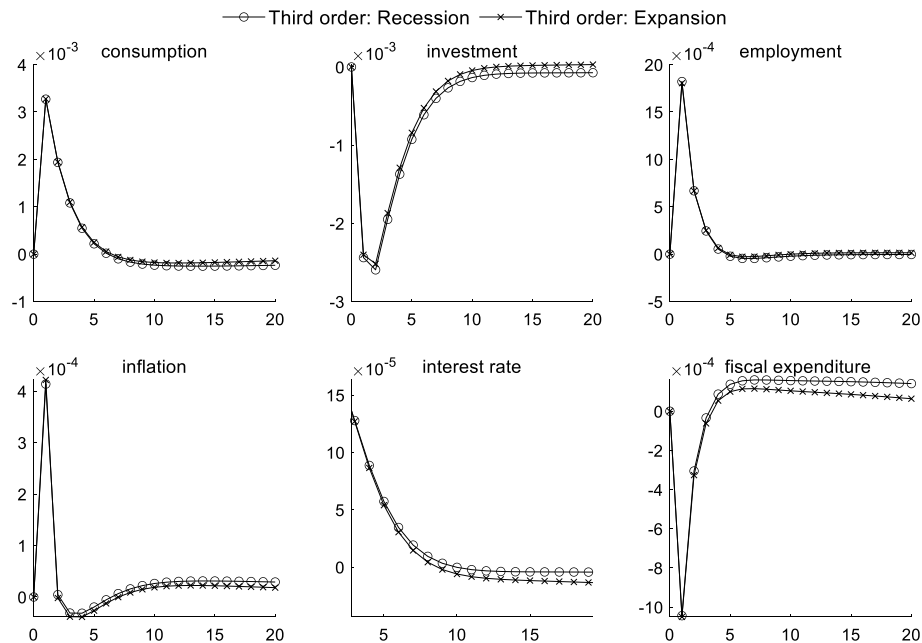 Third order: Recession Third order: Expansion
× 10^-3 consumption
4
3
2
1
0
-1
0 5 10 15 20
× 10^-3 investment
0
-1
-2
-3
0 5 10 15 20
employment
20 × 10^-4
15
10
5
0
-5
0 5 10 15 20
inflation
4 × 10^-4
4
2
0
0 5 10 15 20
× 10^-5 interest rate
15
10
5
0
5 10 15
× 10^-4 fiscal expenditure
0
-2
-4
-6
-8
-10
0 5 10 15 20